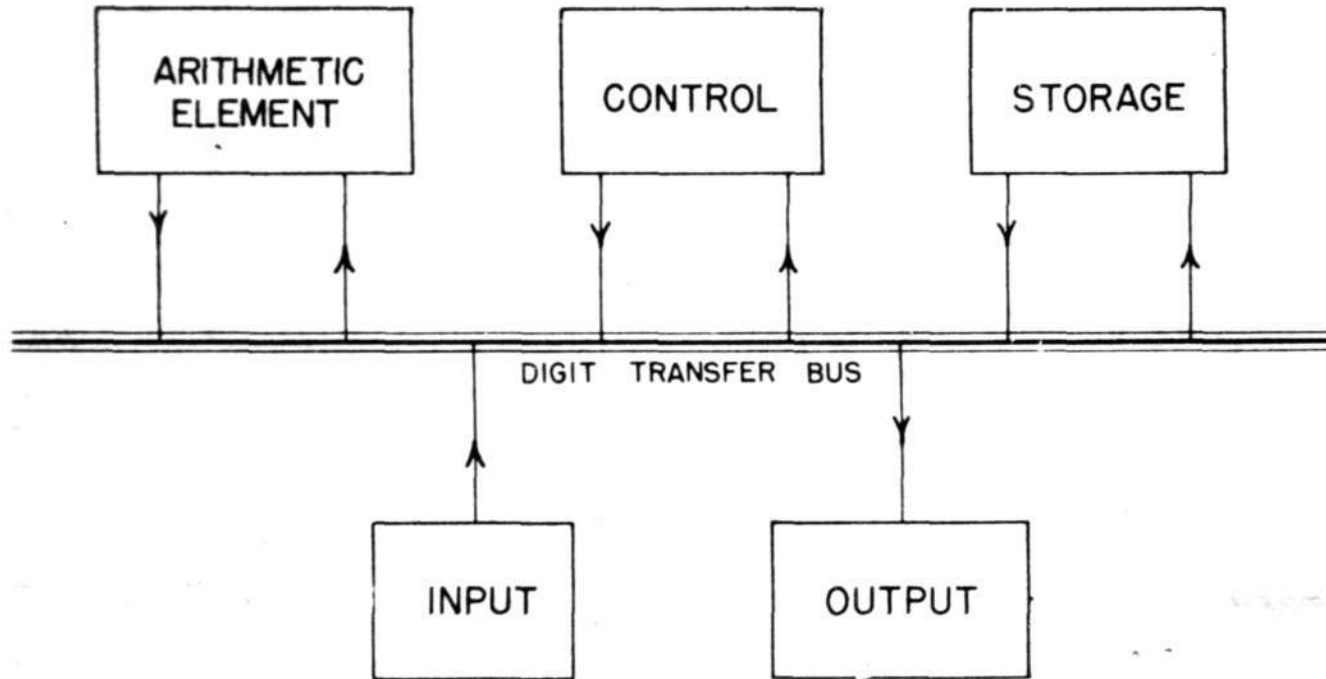 ARITHMETIC
ELEMENT
CONTROL
STORAGE
DIGIT TRANSFER BUS
INPUT
OUTPUT